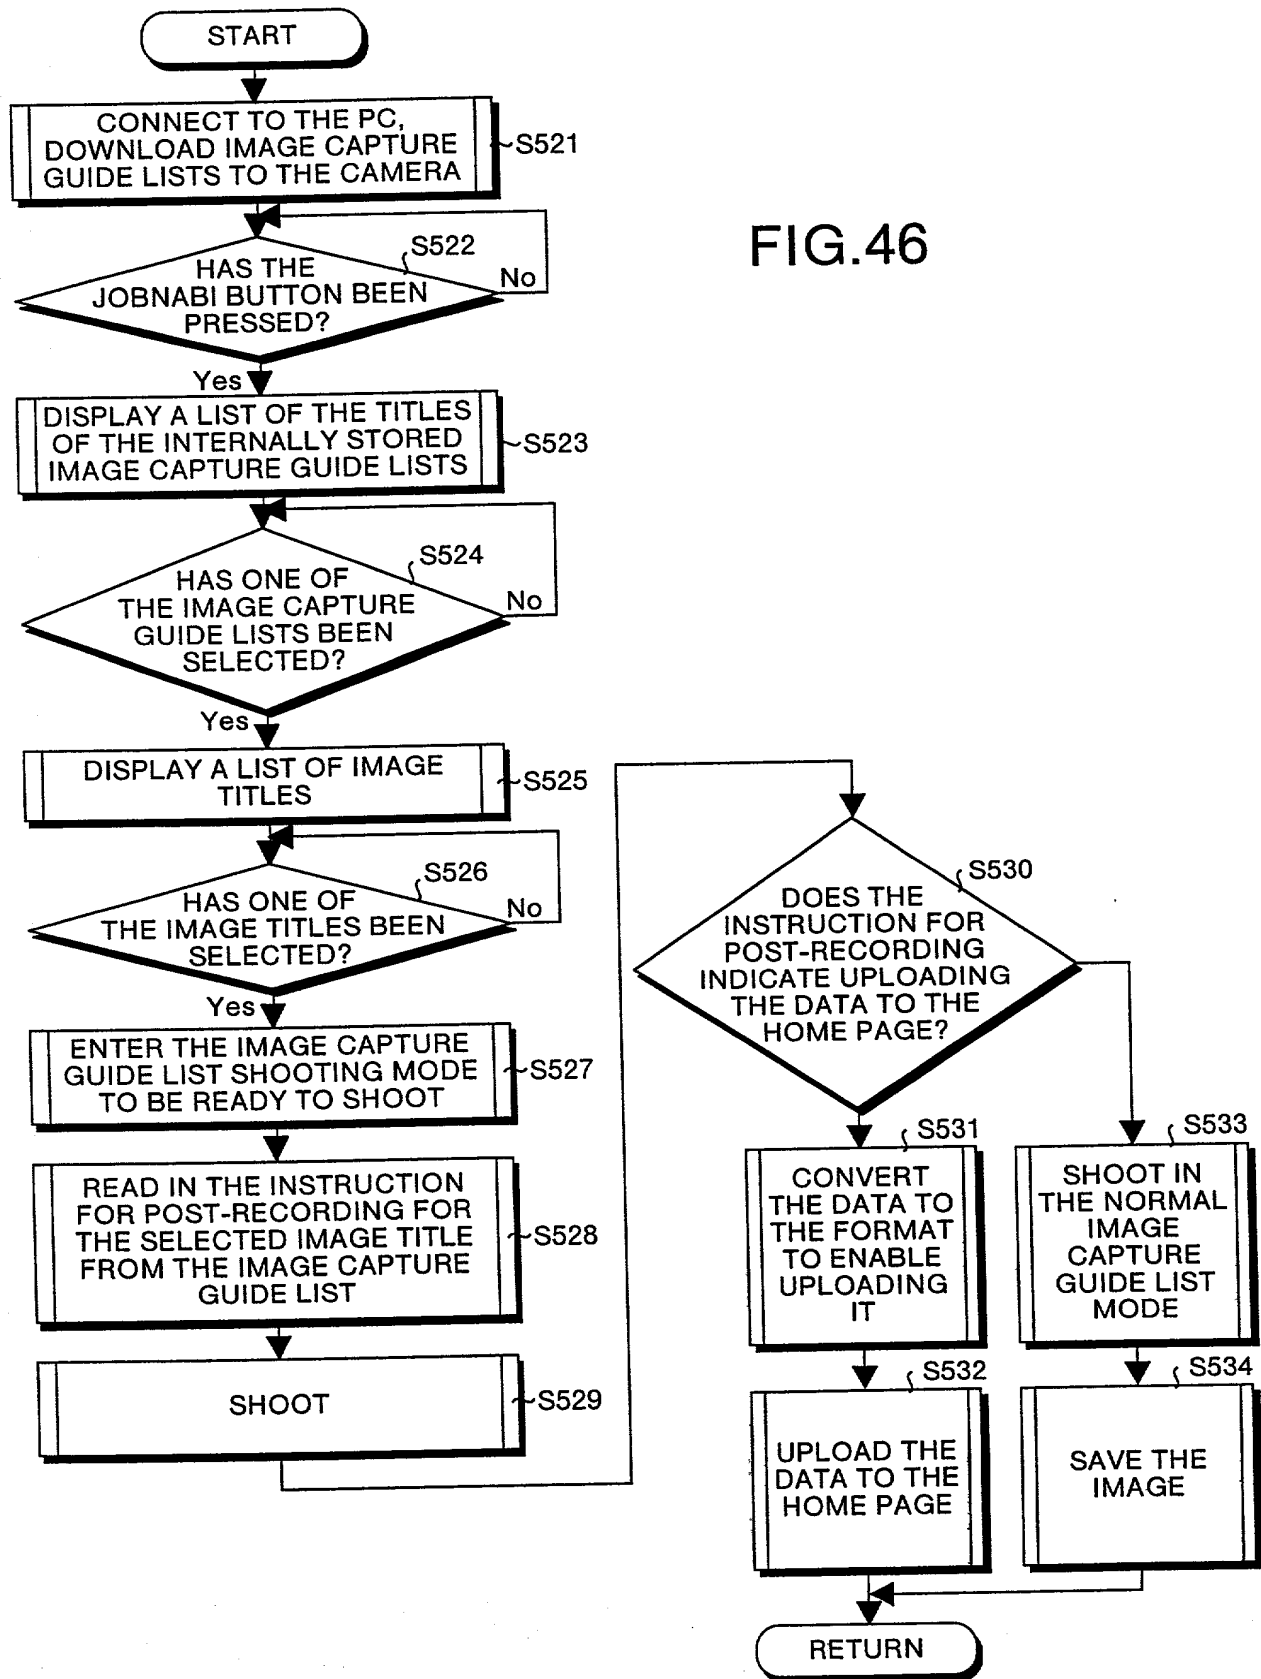 START
CONNECT TO THE PC,
DOWNLOAD IMAGE CAPTURE
GUIDE LISTS TO THE CAMERA
S521
FIG.46
S522
HAS THE
JOBNABI BUTTON BEEN
PRESSED?
No
Yes
DISPLAY A LIST OF THE TITLES
OF THE INTERNALLY STORED
IMAGE CAPTURE GUIDE LISTS
S523
S524
HAS ONE OF
THE IMAGE CAPTURE
GUIDE LISTS BEEN
SELECTED?
No
Yes
DISPLAY A LIST OF IMAGE
TITLES
S525
S526
HAS ONE OF
THE IMAGE TITLES BEEN
SELECTED?
No
Yes
ENTER THE IMAGE CAPTURE
GUIDE LIST SHOOTING MODE
TO BE READY TO SHOOT
S527
READ IN THE INSTRUCTION
FOR POST-RECORDING FOR
THE SELECTED IMAGE TITLE
FROM THE IMAGE CAPTURE
GUIDE LIST
S528
SHOOT
S529
S530
DOES THE
INSTRUCTION FOR
POST-RECORDING
INDICATE UPLOADING
THE DATA TO THE
HOME PAGE?
S531
CONVERT
THE DATA TO
THE FORMAT
TO ENABLE
UPLOADING
IT
S532
UPLOAD THE
DATA TO THE
HOME PAGE
S533
SHOOT IN
THE NORMAL
IMAGE
CAPTURE
GUIDE LIST
MODE
S534
SAVE THE
IMAGE
RETURN